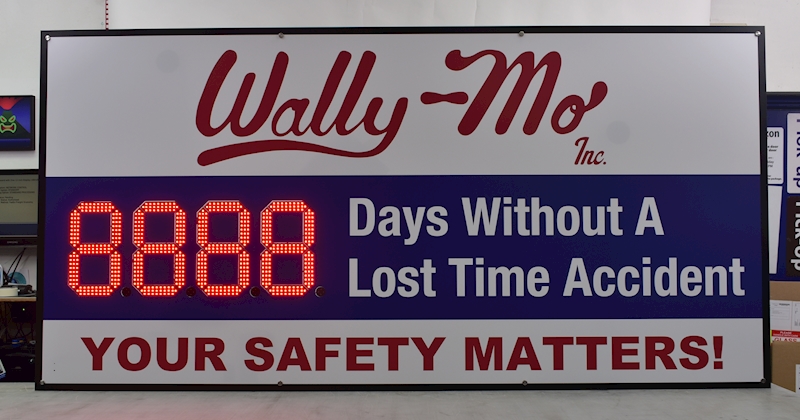 Wally-Mo
Inc.
8888
Days Without A
Lost Time Accident
YOUR SAFETY MATTERS!